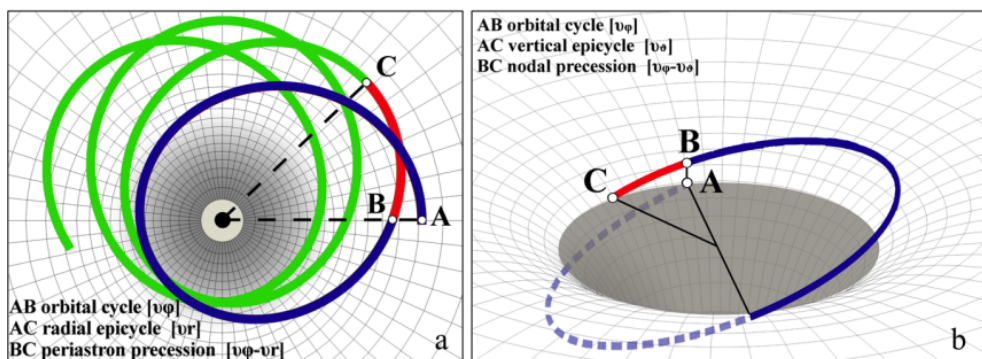 C
B
A
AB orbital cycle [υφ]
AC radial epicycle [υr]
BC periastron precession [υφ-υr]
a
AB orbital cycle [υφ]
AC vertical epicycle [υθ]
BC nodal precession [υφ-υθ]
B
C
A
b